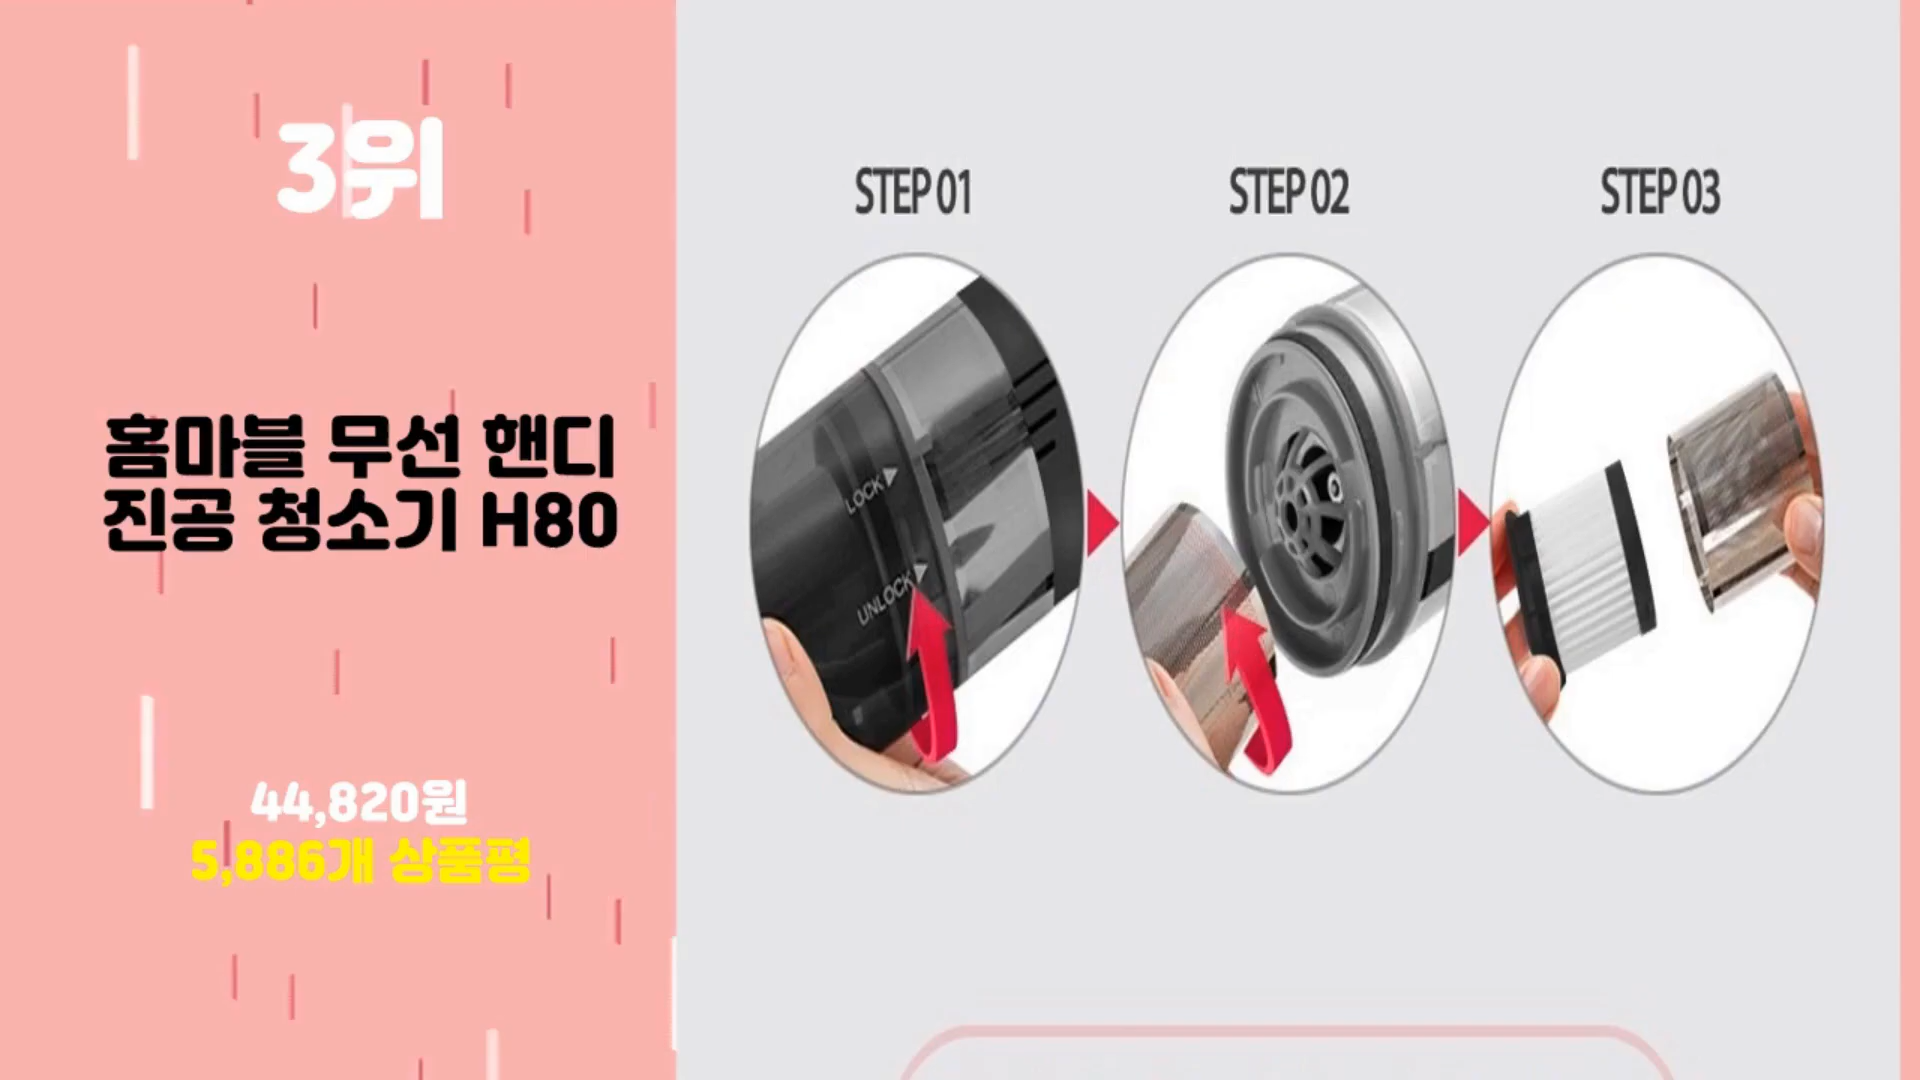 3위
홈마블 무선 핸디
진공 청소기 H80
44,820원
5,886개 상품평
STEP 01
STEP 02
STEP 03
LOCK
UNLOCK